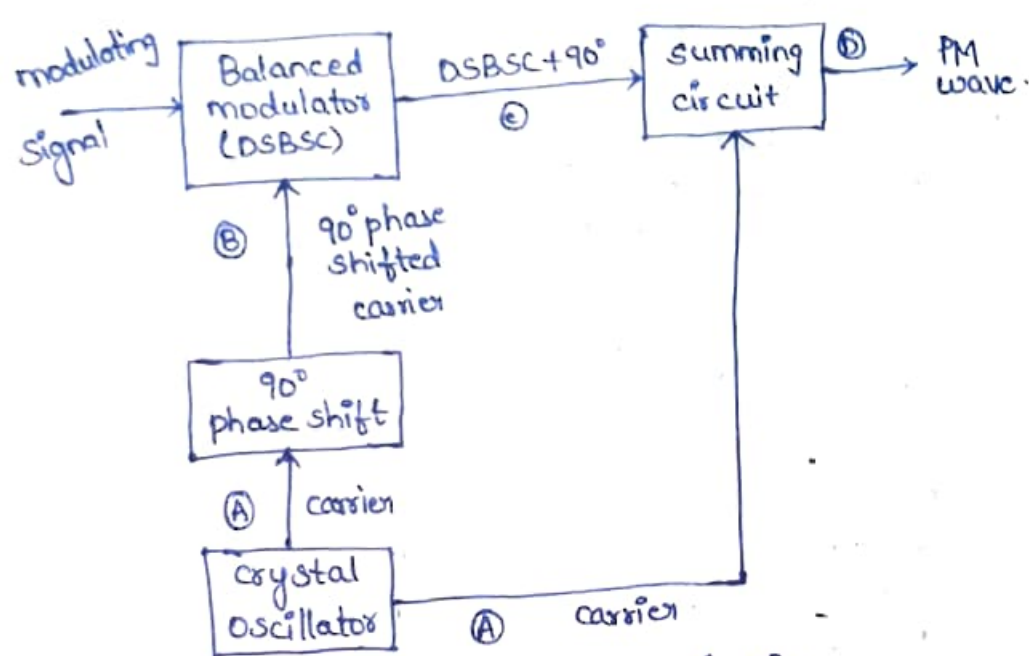 modulating
signal
Balanced
modulator
(DSBSC)
DSBSC+90°
Ⓒ
summing
circuit
Ⓓ
PM
wave.
Ⓑ
90° phase
shifted
carrier
90°
phase shift
Ⓐ
carrier
crystal
oscillator
Ⓐ
carrier